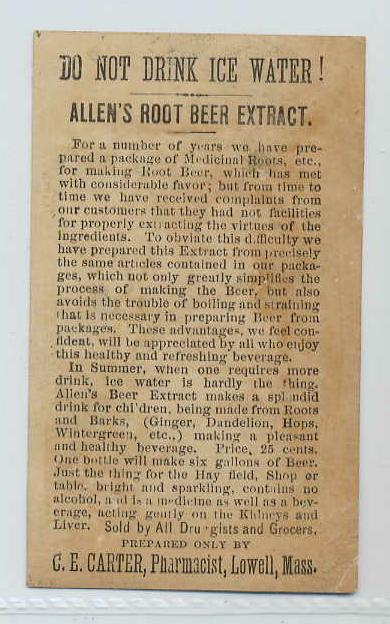 DO NOT DRINK ICE WATER!
ALLEN'S ROOT BEER EXTRACT.
For a number of years we have pre-
pared a package of Medicinal Roots, etc.,
for making Root Beer, which has met
with considerable favor; but from time to
time we have received complaints from
our customers that they had not facilities
for properly extracting the virtues of the
ingredients. To obviate this difficulty we
have prepared this Extract from precisely
the same articles contained in our packa-
ges, which not only greatly simplifies the
process of making the Beer, but also
avoids the trouble of boiling and straining
that is necessary in preparing Beer from
packages. These advantages, we feel con-
fident, will be appreciated by all who enjoy
this healthy and refreshing beverage.
In Summer, when one requires more
drink, ice water is hardly the thing.
Allen's Beer Extract makes a splendid
drink for children, being made from Roots
and Barks, (Ginger, Dandelion, Hops,
Wintergreen, etc.,) making a pleasant
and healthy beverage. Price, 25 cents.
One bottle will make six gallons of Beer.
Just the thing for the Hay field, Shop or
table, bright and sparkling, contains no
alcohol, and is a medicine as well as a bev-
erage, acting gently on the Kidneys and
Liver. Sold by All Druggists and Grocers.
PREPARED ONLY BY
C. E. CARTER, Pharmacist, Lowell, Mass.